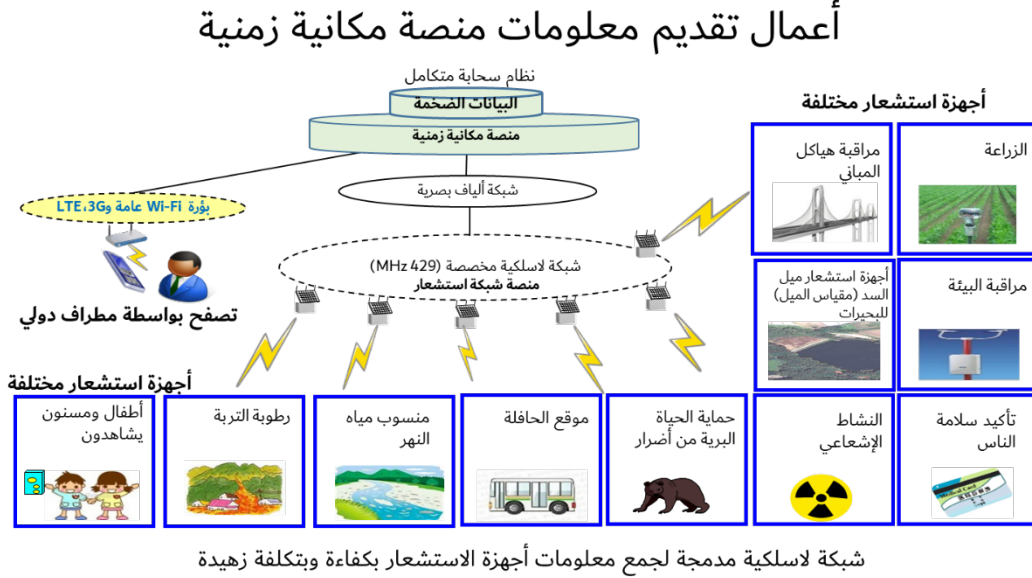 أعمال تقديم معلومات منصة مكانية زمنية
نظام سحابة متكامل
البيانات الضخمة
منصة مكانية زمنية
شبكة ألياف بصرية
بؤرة Wi-Fi عامة و3G،‏ LTE
تصفح بواسطة مطراف دولي
شبكة لاسلكية مخصصة (429 MHz)
منصة شبكة استشعار
أجهزة استشعار مختلفة
الزراعة
مراقبة هياكل
المباني
مراقبة البيئة
أجهزة استشعار ميل
السد (مقياس الميل)
للبحيرات
أجهزة استشعار مختلفة
تأكيد سلامة
الناس
النشاط
الإشعاعي
حماية الحياة
البرية من أضرار
موقع الحافلة
منسوب مياه
النهر
رطوبة التربة
أطفال ومسنون
يشاهدون
Medical Card
شبكة لاسلكية مدمجة لجمع معلومات أجهزة الاستشعار بكفاءة وبتكلفة زهيدة